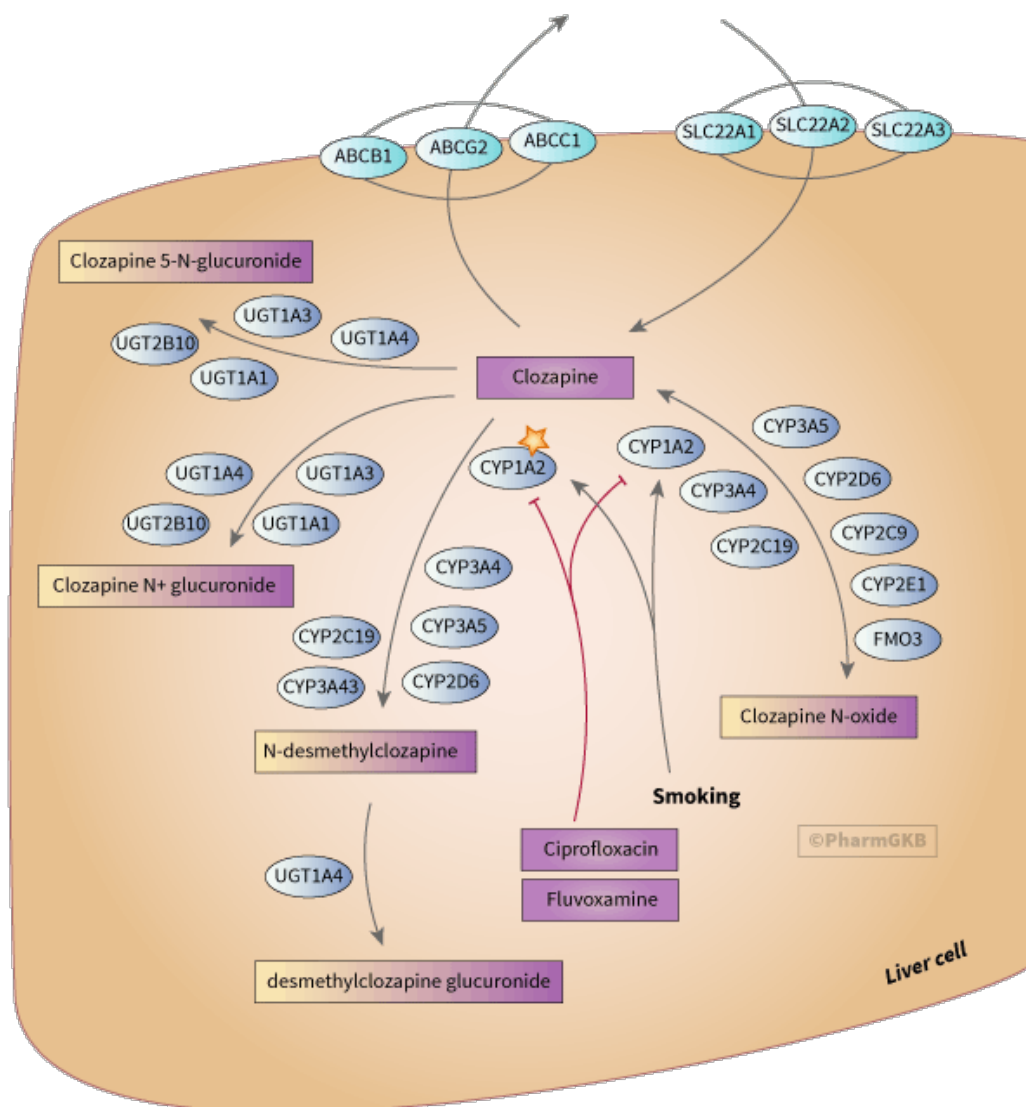 ABCB1
ABCG2
ABCC1
SLC22A1
SLC22A2
SLC22A3
Clozapine 5-N-glucuronide
UGT1A3
UGT2B10
UGT1A4
UGT1A1
Clozapine
CYP1A2
CYP1A2
CYP3A5
UGT1A4
UGT1A3
CYP3A4
CYP2D6
UGT2B10
UGT1A1
CYP2C19
CYP2C9
Clozapine N+ glucuronide
CYP3A4
CYP2E1
CYP2C19
CYP3A5
FMO3
CYP3A43
CYP2D6
Clozapine N-oxide
N-desmethylclozapine
Smoking
©PharmGKB
Ciprofloxacin
UGT1A4
Fluvoxamine
desmethylclozapine glucuronide
Liver cell